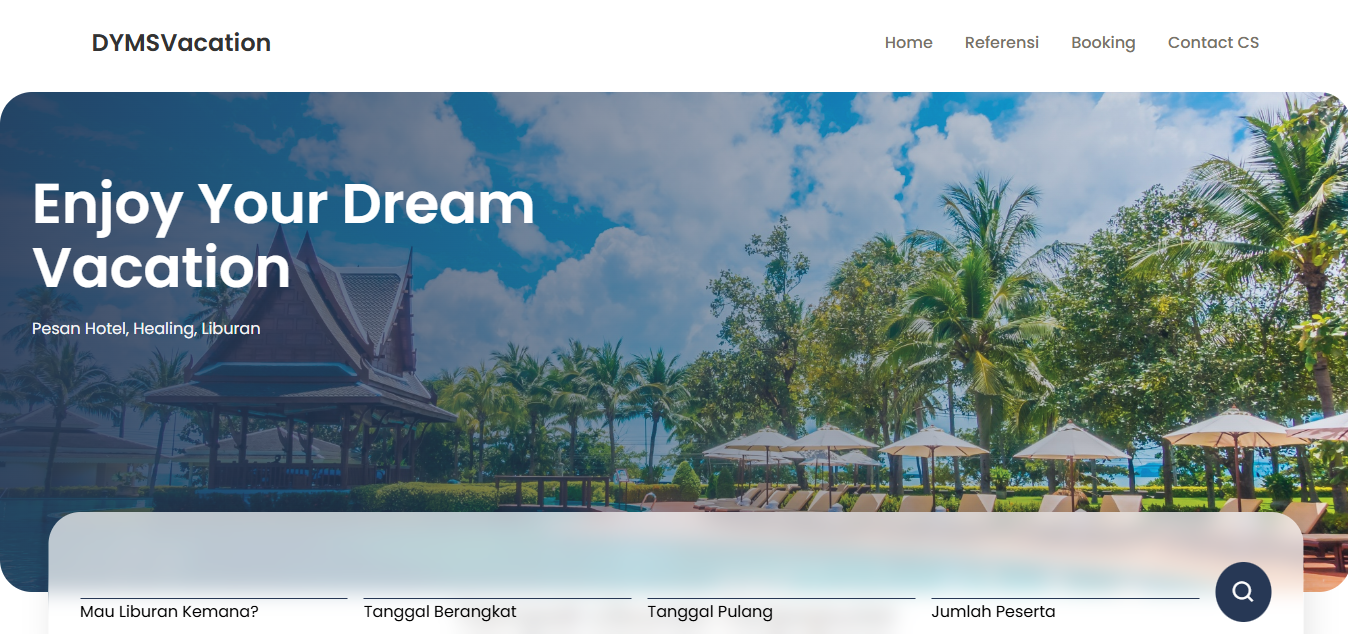 DYMSVacation
Home Referensi Booking Contact CS
Enjoy Your Dream
Vacation
Pesan Hotel, Healing, Liburan
Mau Liburan Kemana? Tanggal Berangkat Tanggal Pulang Jumlah Peserta